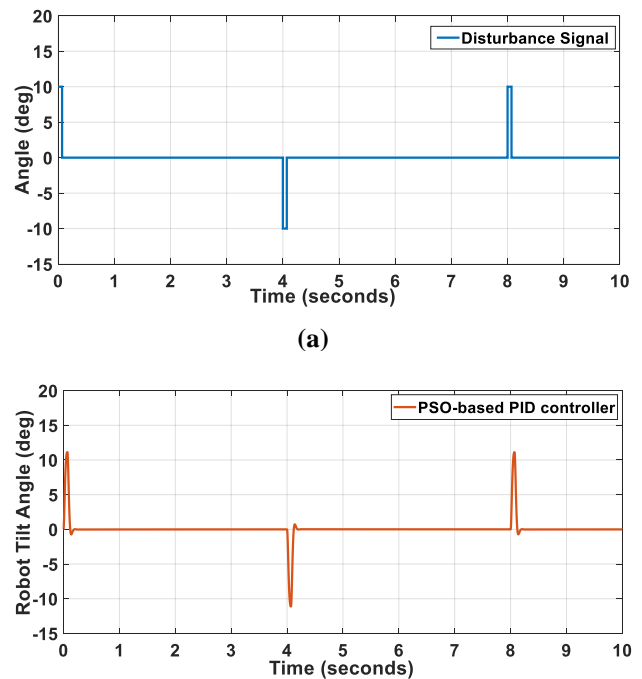 20
15
10
5
0
-5
-10
-15
Angle (deg)
Disturbance Signal
0 1 2 3 4 5 6 7 8 9 10
Time (seconds)
(a)
20
15
10
5
0
-5
-10
-15
Robot Tilt Angle (deg)
PSO-based PID controller
0 1 2 3 4 5 6 7 8 9 10
Time (seconds)